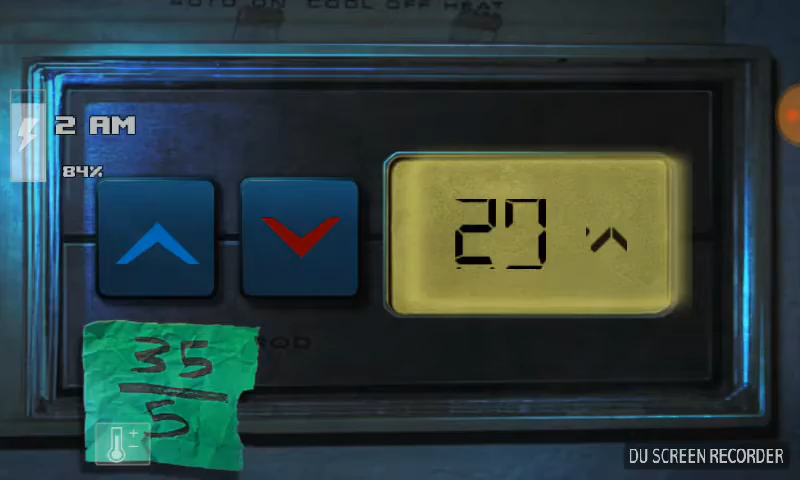 AUTO ON COOL OFF HEAT
2 AM
84%
29
35
5
DU SCREEN RECORDER